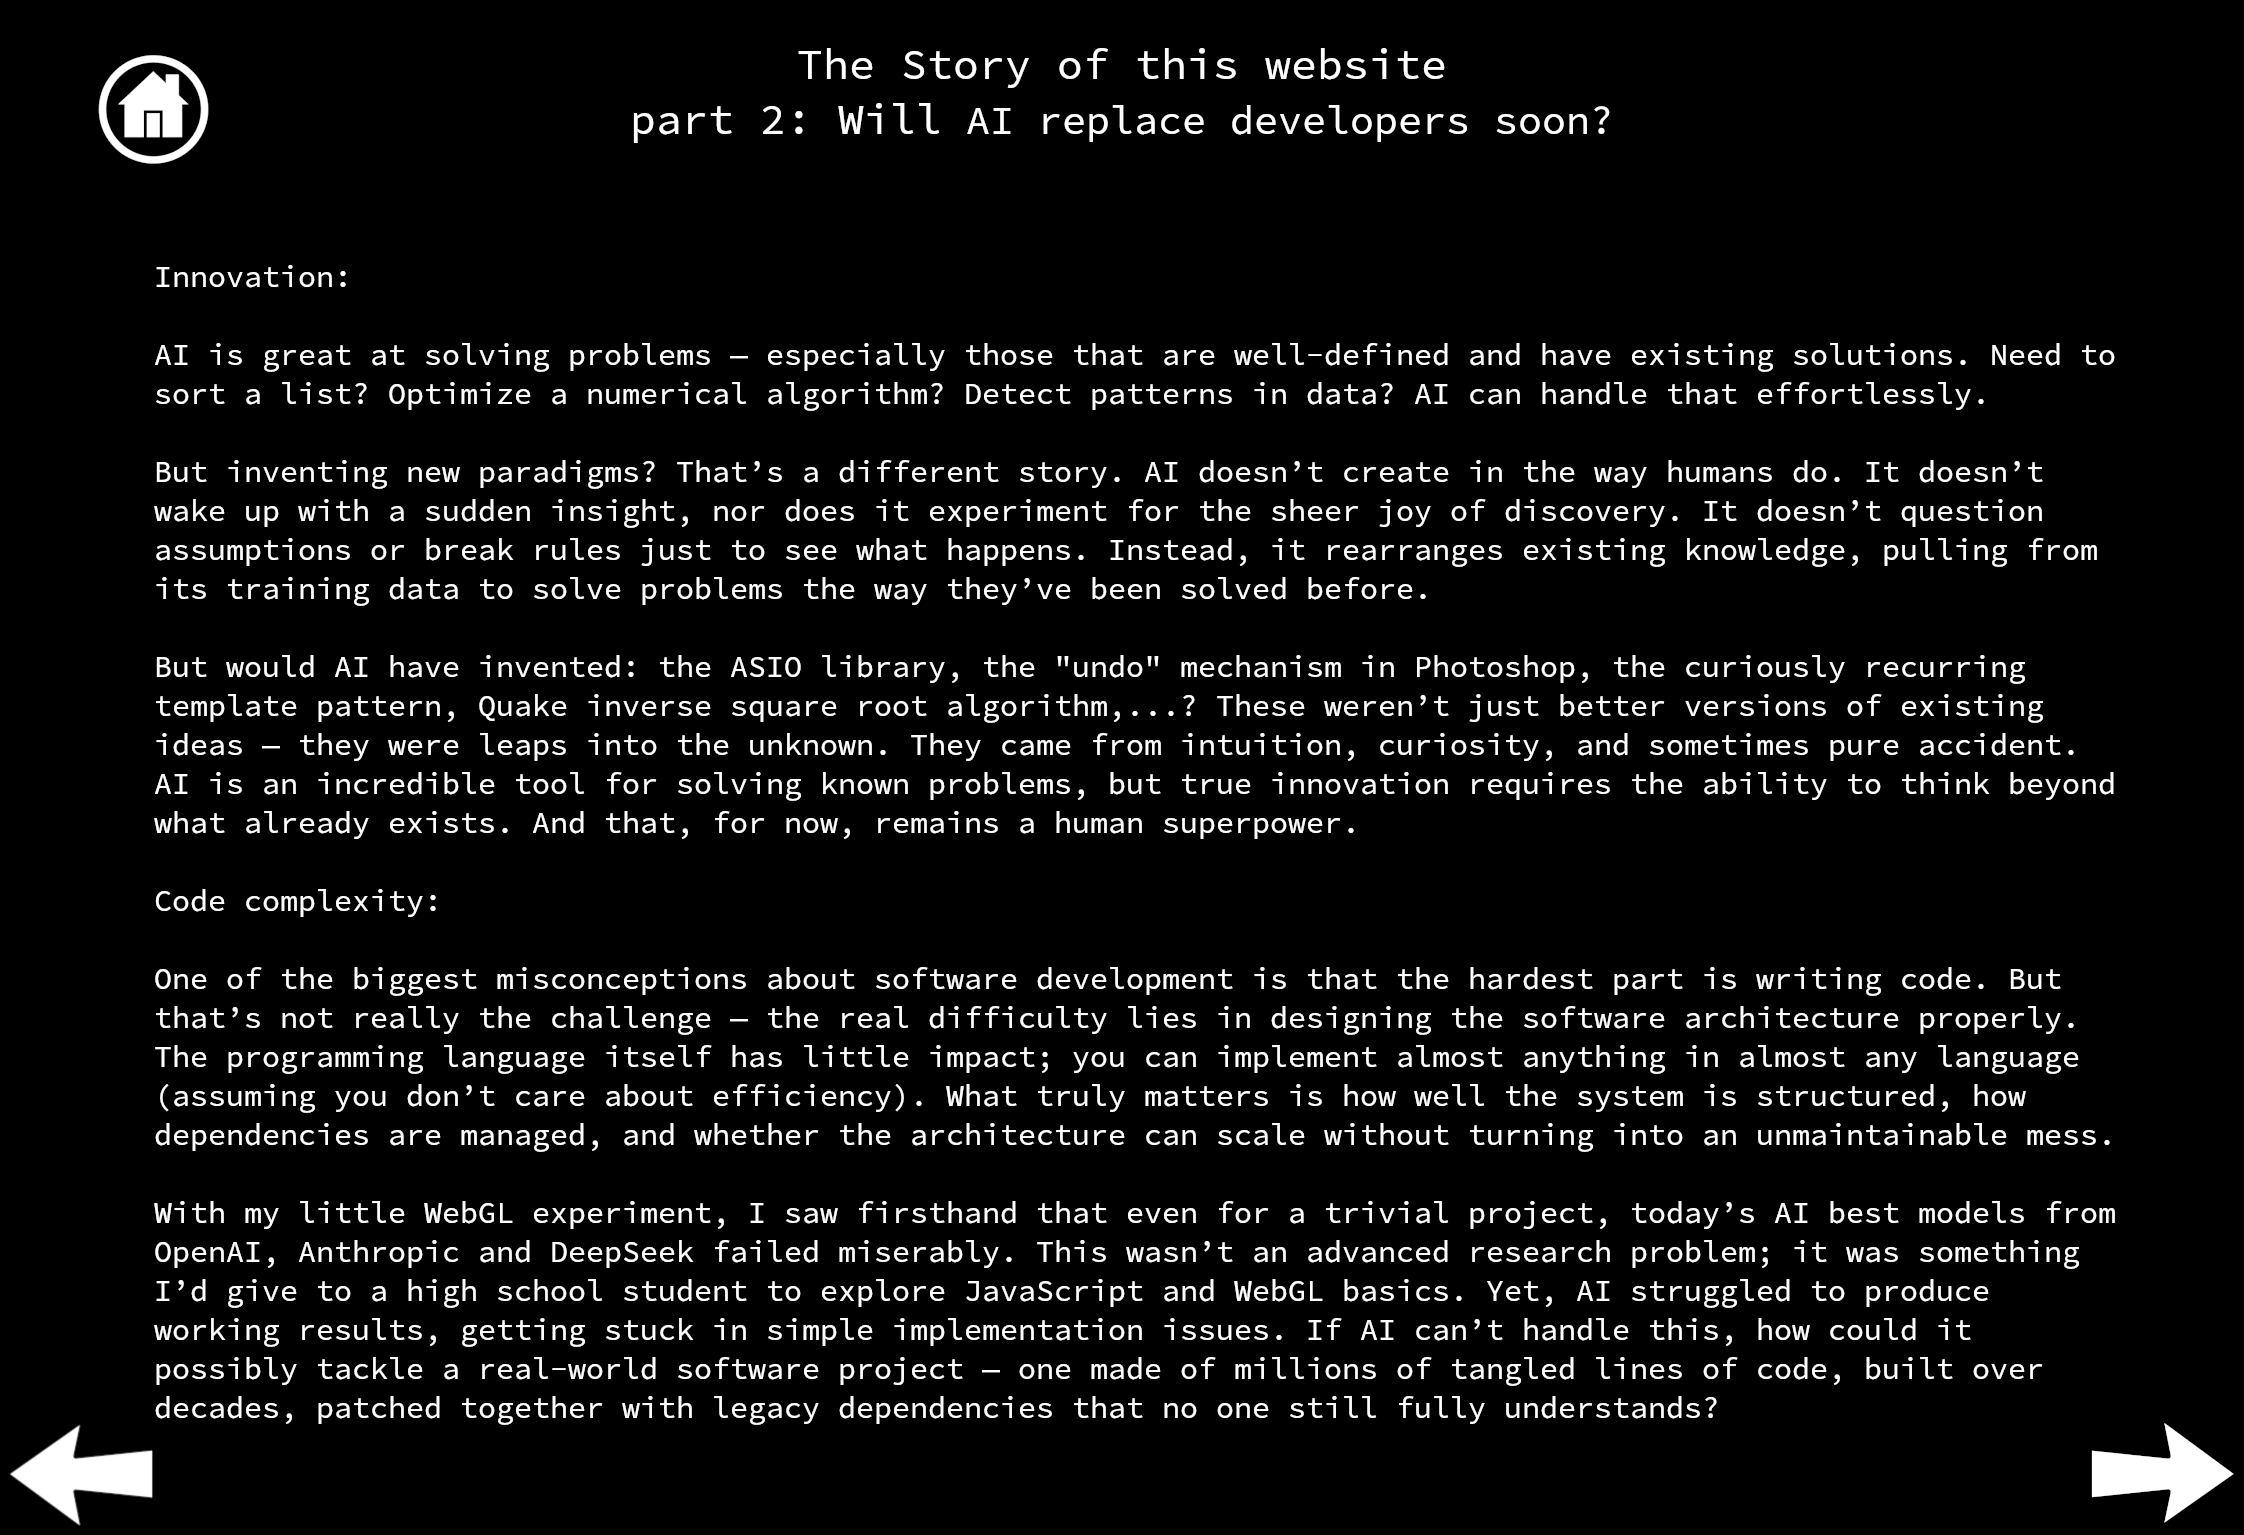 The Story of this website
part 2: Will AI replace developers soon?
Innovation:
AI is great at solving problems — especially those that are well-defined and have existing solutions. Need to
sort a list? Optimize a numerical algorithm? Detect patterns in data? AI can handle that effortlessly.
But inventing new paradigms? That’s a different story. AI doesn’t create in the way humans do. It doesn’t
wake up with a sudden insight, nor does it experiment for the sheer joy of discovery. It doesn’t question
assumptions or break rules just to see what happens. Instead, it rearranges existing knowledge, pulling from
its training data to solve problems the way they’ve been solved before.
But would AI have invented: the ASIO library, the "undo" mechanism in Photoshop, the curiously recurring
template pattern, Quake inverse square root algorithm,...? These weren’t just better versions of existing
ideas — they were leaps into the unknown. They came from intuition, curiosity, and sometimes pure accident.
AI is an incredible tool for solving known problems, but true innovation requires the ability to think beyond
what already exists. And that, for now, remains a human superpower.
Code complexity:
One of the biggest misconceptions about software development is that the hardest part is writing code. But
that’s not really the challenge — the real difficulty lies in designing the software architecture properly.
The programming language itself has little impact; you can implement almost anything in almost any language
(assuming you don’t care about efficiency). What truly matters is how well the system is structured, how
dependencies are managed, and whether the architecture can scale without turning into an unmaintainable mess.
With my little WebGL experiment, I saw firsthand that even for a trivial project, today’s AI best models from
OpenAI, Anthropic and DeepSeek failed miserably. This wasn’t an advanced research problem; it was something
I’d give to a high school student to explore JavaScript and WebGL basics. Yet, AI struggled to produce
working results, getting stuck in simple implementation issues. If AI can’t handle this, how could it
possibly tackle a real-world software project — one made of millions of tangled lines of code, built over
decades, patched together with legacy dependencies that no one still fully understands?